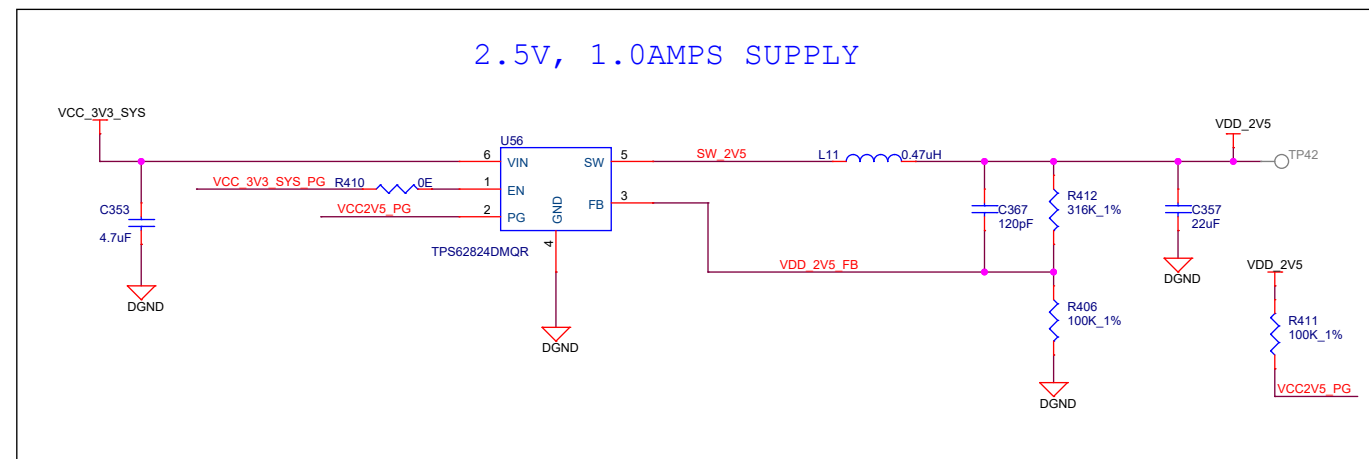 2.5V, 1.0AMPS SUPPLY
VCC_3V3_SYS
VDD_2V5
U56
6
VIN
SW
5
SW_2V5
L11
0.47uH
TP42
VCC_3V3_SYS_PG
R410
0E
1
EN
FB
3
VCC2V5_PG
2
PG
GND
4
TPS62824DMQR
C353
4.7uF
C367
120pF
R412
316K_1%
C357
22uF
VDD_2V5_FB
VDD_2V5
DGND
DGND
DGND
R406
100K_1%
R411
100K_1%
DGND
VCC2V5_PG